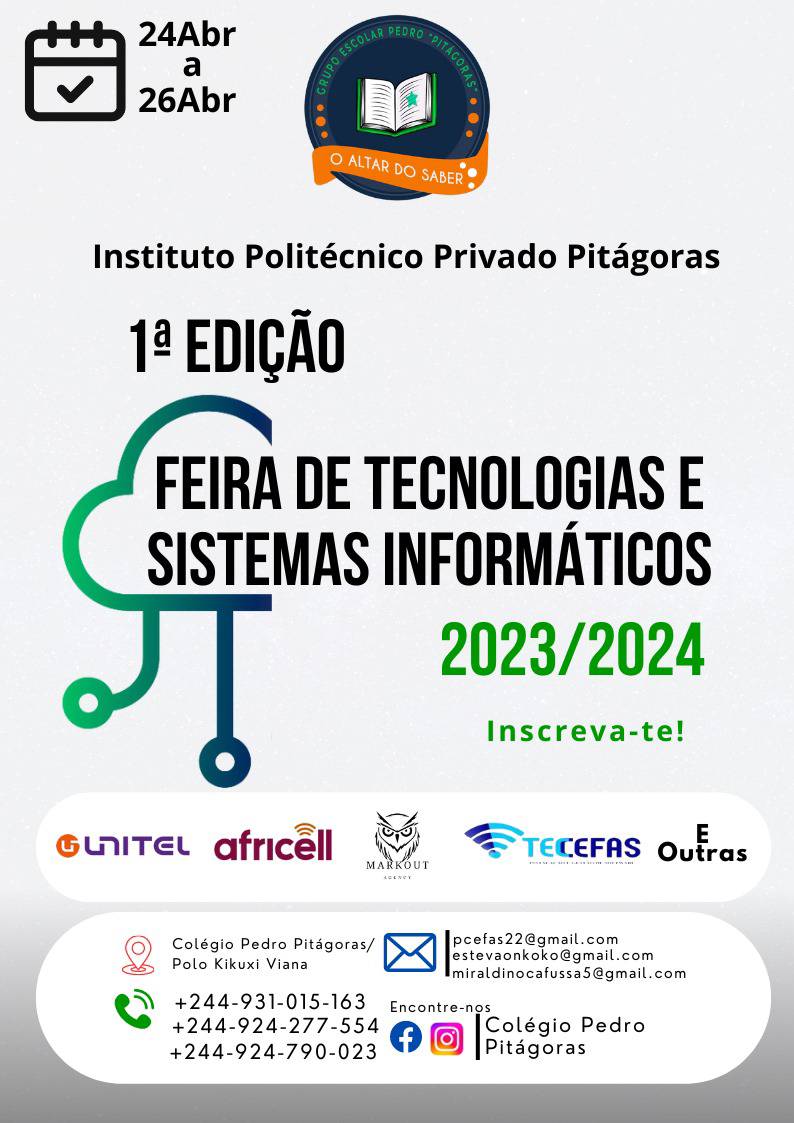 24Abr
a
26Abr
GRUPO ESCOLAR PEDRO "PITÁGORAS"
O ALTAR DO SABER
Instituto Politécnico Privado Pitágoras
1ª EDIÇÃO
FEIRA DE TECNOLOGIAS E
SISTEMAS INFORMÁTICOS
2023/2024
Inscreva-te!
UNITEL
africell
MARKOUT
AGENCY
TECEFAS
E
Outras
Colégio Pedro Pitágoras/
Polo Kikuxi Viana
+244-931-015-163
+244-924-277-554
+244-924-790-023
pcefas22@gmail.com
estevaonkoko@gmail.com
miraldinocafussa5@gmail.com
Encontre-nos
Colégio Pedro
Pitágoras